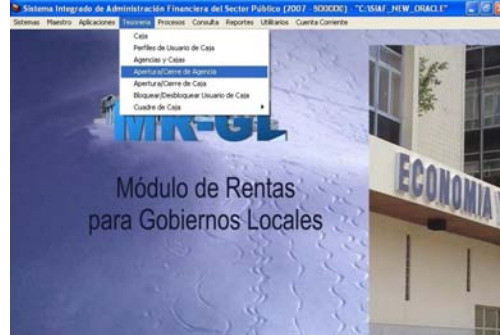 Sistema Integrado de Administración Financiera del Sector Público (2007 - 500000) - "C:\SIAF_NEW_ORACLE"
Sistemas Maestro Aplicaciones Tesorería Procesos Consulta Reportes Utilitarios Cuenta Corriente
Caja
Perfiles de Usuario de Caja
Agencias y Cajas
Apertura/Cierre de Agencia
Apertura/Cierre de Caja
Bloquear/Desbloquear Usuario de Caja
Cuadre de Caja
MR-GL
Módulo de Rentas
para Gobiernos Locales
ECONOMIA